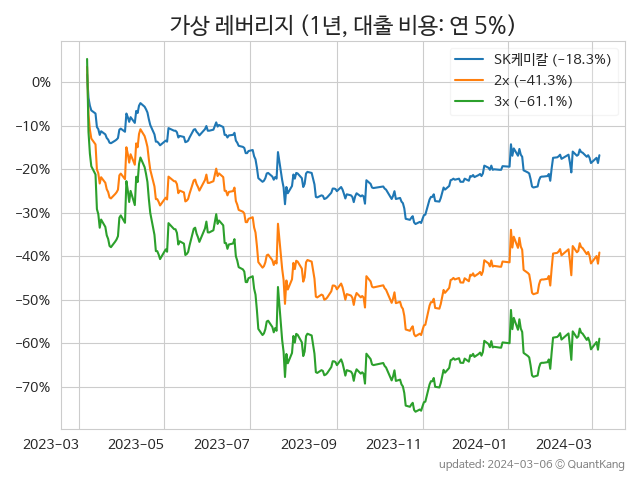 가상 레버리지 (1년, 대출 비용: 연 5%)
SK케미칼 (−18.3%)
2x (−41.3%)
3x (−61.1%)
0%
−10%
−20%
−30%
−40%
−50%
−60%
−70%
2023-03 2023-05 2023-07 2023-09 2023-11 2024-01 2024-03
updated: 2024-03-06 © QuantKang